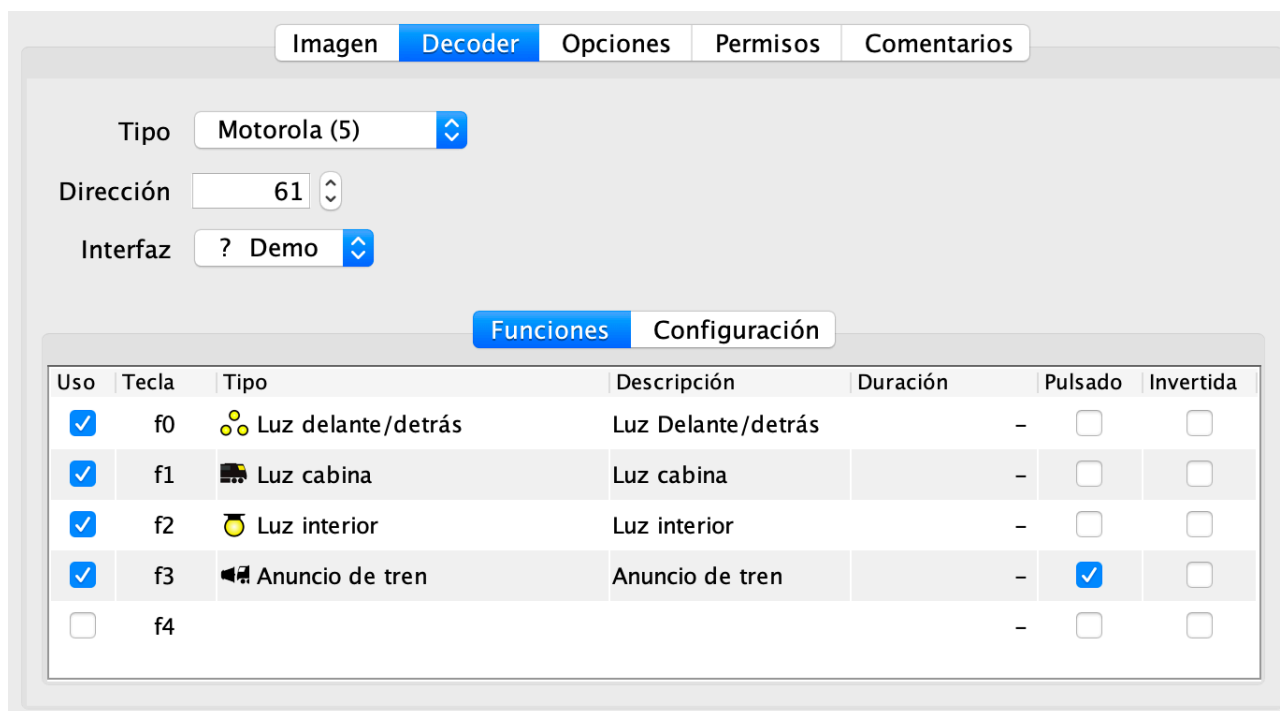 Imagen Decoder Opciones Permisos Comentarios
Tipo Motorola (5)
Dirección 61
Interfaz ? Demo
Funciones Configuración
Uso Tecla Tipo Descripción Duración Pulsado Invertida
f0 Luz delante/detrás Luz Delante/detrás –
f1 Luz cabina Luz cabina –
f2 Luz interior Luz interior –
f3 Anuncio de tren Anuncio de tren –
f4 –